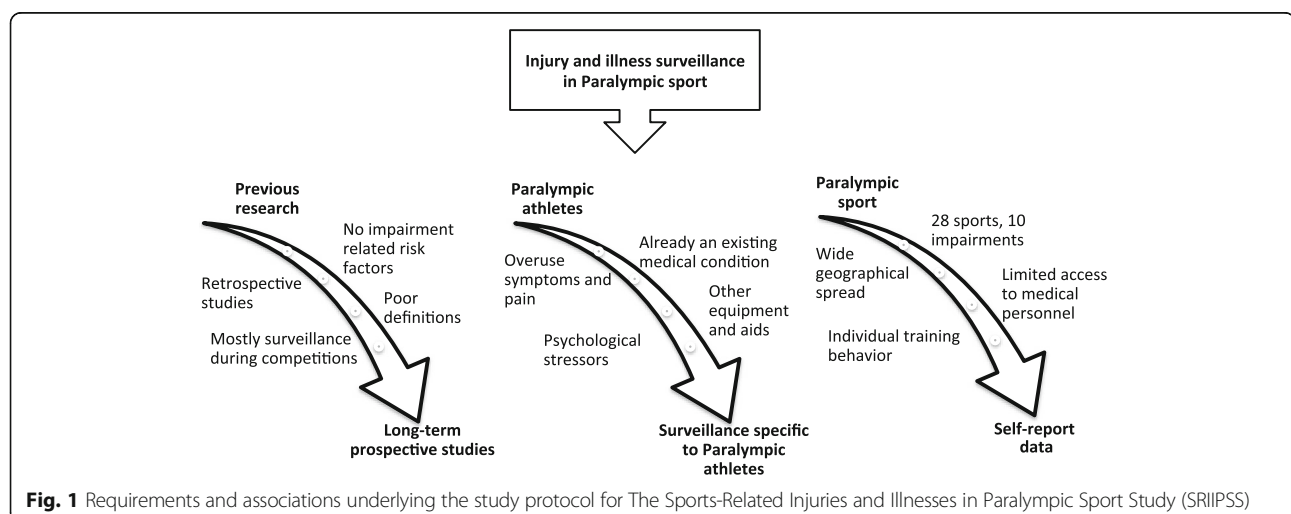 Injury and illness surveillance
in Paralympic sport
Previous
research
No impairment
related risk
factors
Retrospective
studies
Poor
definitions
Mostly surveillance
during competitions
Long-term
prospective studies
Paralympic
athletes
Already an existing
medical condition
Overuse
symptoms and
pain
Other
equipment
and aids
Psychological
stressors
Surveillance specific
to Paralympic
athletes
Paralympic
sport
28 sports, 10
impairments
Wide
geographical
spread
Limited access
to medical
personnel
Individual training
behavior
Self-report
data
Fig. 1 Requirements and associations underlying the study protocol for The Sports-Related Injuries and Illnesses in Paralympic Sport Study (SRIIPSS)